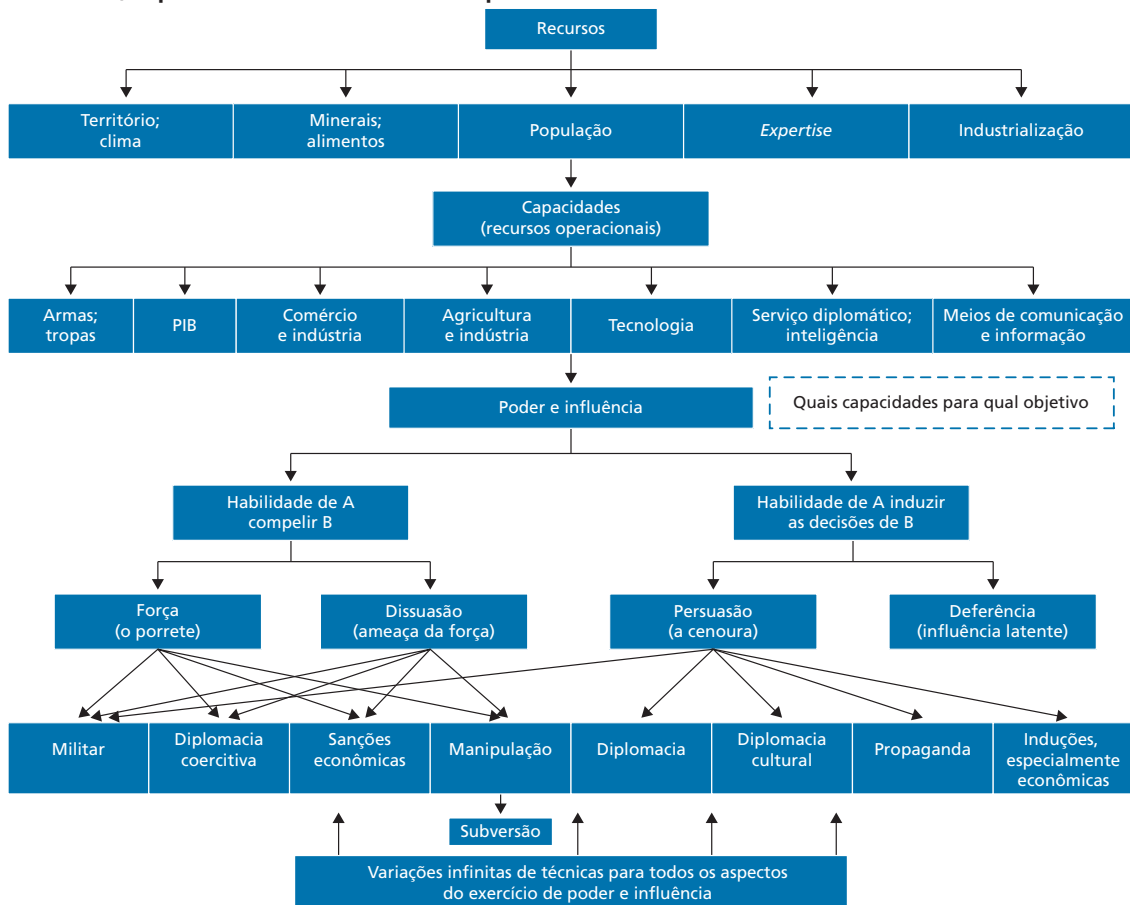 Recursos
Território;
clima
Minerais;
alimentos
População
Expertise
Industrialização
Capacidades
(recursos operacionais)
Armas;
tropas
PIB
Comércio
e indústria
Agricultura
e indústria
Tecnologia
Serviço diplomático;
inteligência
Meios de comunicação
e informação
Poder e influência
Quais capacidades para qual objetivo
Habilidade de A
compelir B
Habilidade de A induzir
as decisões de B
Força
(o porrete)
Dissuasão
(ameaça da força)
Persuasão
(a cenoura)
Deferência
(influência latente)
Militar
Diplomacia
coercitiva
Sanções
econômicas
Manipulação
Diplomacia
Diplomacia
cultural
Propaganda
Induções,
especialmente
econômicas
Subversão
Variações infinitas de técnicas para todos os aspectos
do exercício de poder e influência